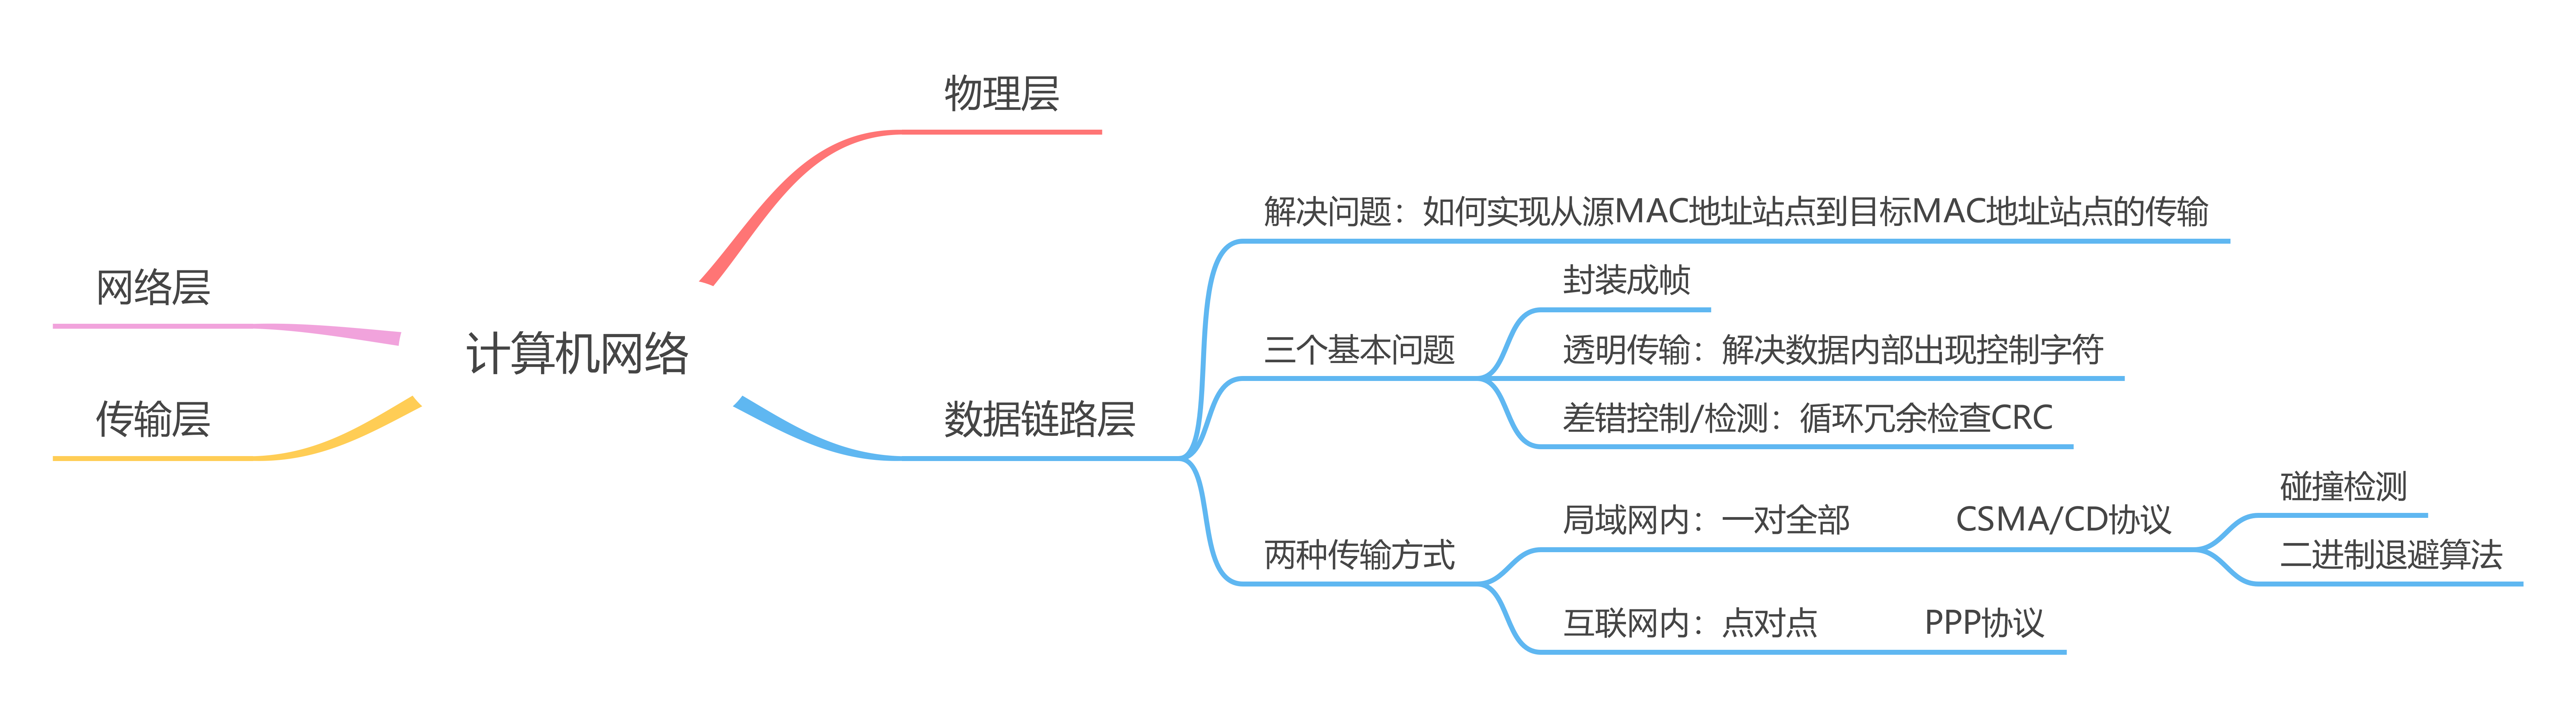 计算机网络
物理层
数据链路层
解决问题：如何实现从源MAC地址站点到目标MAC地址站点的传输
三个基本问题
封装成帧
透明传输：解决数据内部出现控制字符
差错控制/检测：循环冗余检查CRC
两种传输方式
局域网内：一对全部 CSMA/CD协议
碰撞检测
二进制退避算法
互联网内：点对点 PPP协议
网络层
传输层